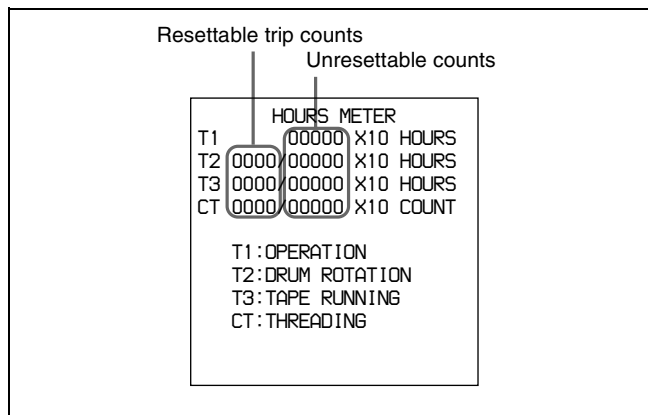 Resettable trip counts
Unresettable counts
HOURS METER
T1 00000 X10 HOURS
T2 0000/00000 X10 HOURS
T3 0000/00000 X10 HOURS
CT 0000/00000 X10 COUNT
T1:OPERATION
T2:DRUM ROTATION
T3:TAPE RUNNING
CT:THREADING